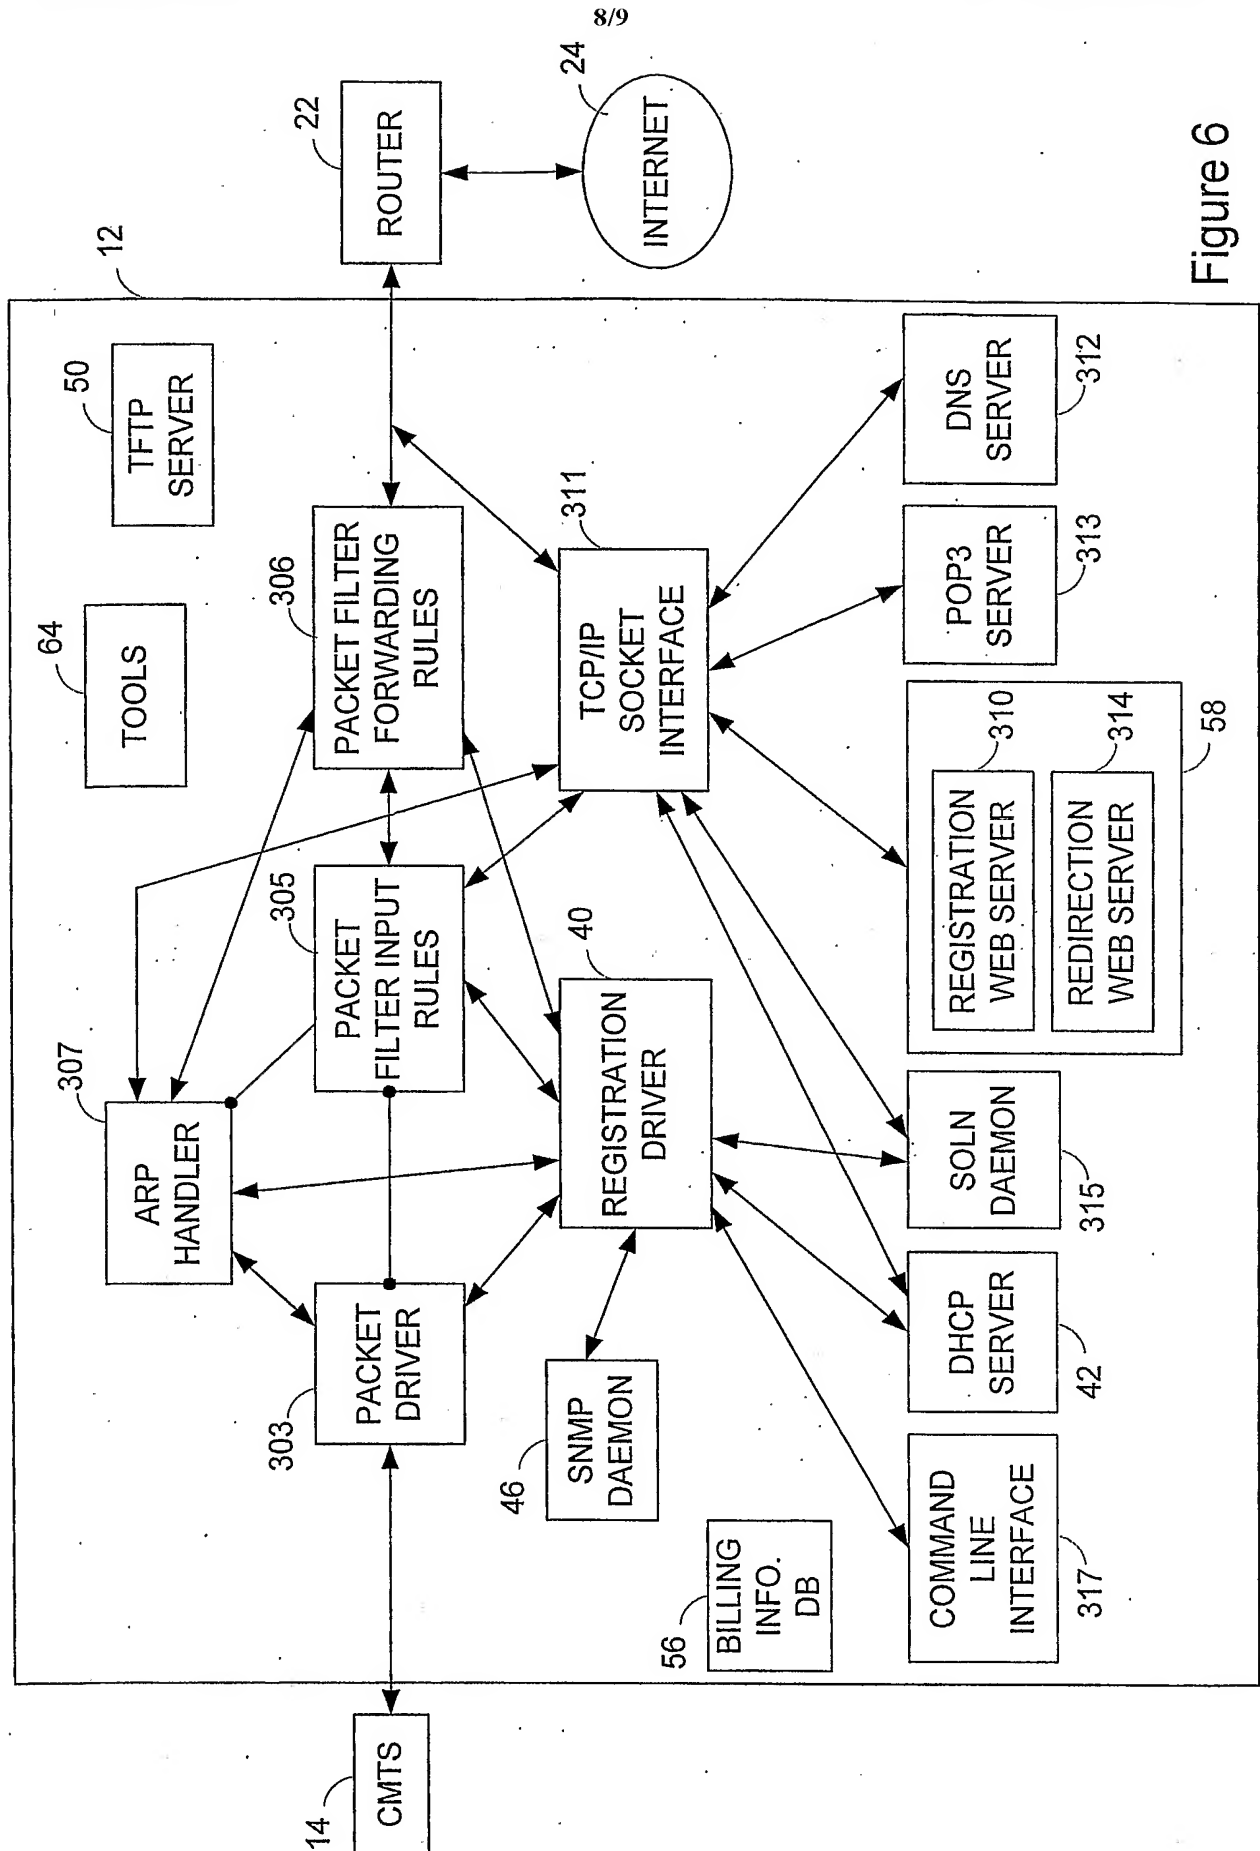 8/9
14
CMTS
12
22
ROUTER
24
INTERNET
307
ARP
HANDLER
64
TOOLS
50
TFTP
SERVER
303
PACKET
DRIVER
305
PACKET
FILTER INPUT
RULES
306
PACKET FILTER
FORWARDING
RULES
46
SNMP
DAEMON
40
REGISTRATION
DRIVER
311
TCP/IP
SOCKET
INTERFACE
56
BILLING
INFO.
DB
COMMAND
LINE
INTERFACE
317
DHCP
SERVER
42
SOLN
DAEMON
315
REGISTRATION
WEB SERVER
310
REDIRECTION
WEB SERVER
314
58
POP3
SERVER
313
DNS
SERVER
312
Figure 6